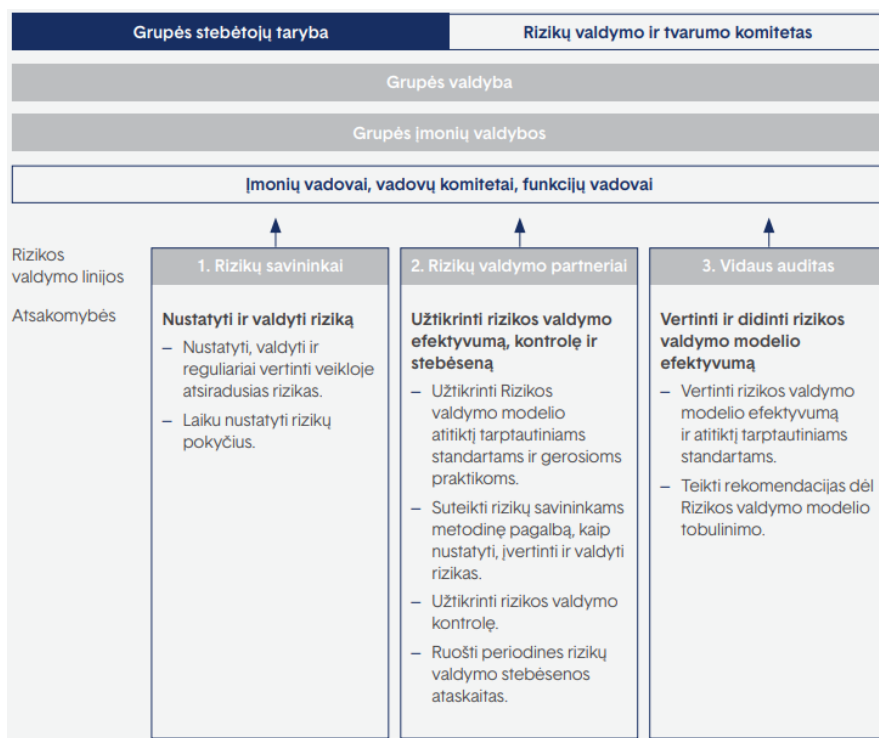 Grupės stebėtojų taryba
Rizikų valdymo ir tvarumo komitetas
Grupės valdyba
Grupės įmonių valdybos
Įmonių vadovai, vadovų komitetai, funkcijų vadovai
Rizikos
valdymo linijos
1. Rizikų savininkai
2. Rizikų valdymo partneriai
3. Vidaus auditas
Atsakomybės
Nustatyti ir valdyti riziką
– Nustatyti, valdyti ir
reguliariai vertinti veikloje
atsiradusias rizikas.
– Laiku nustatyti rizikų
pokyčius.
Užtikrinti rizikos valdymo
efektyvumą, kontrolę ir
stebėseną
– Užtikrinti Rizikos
valdymo modelio
atitiktį tarptautiniams
standartams ir gerosioms
praktikoms.
– Suteikti rizikų savininkams
metodinę pagalbą, kaip
nustatyti, įvertinti ir valdyti
rizikas.
– Užtikrinti rizikos valdymo
kontrolę.
– Ruošti periodines rizikų
valdymo stebėsenos
ataskaitas.
Vertinti ir didinti rizikos
valdymo modelio
efektyvumą
– Vertinti rizikos valdymo
modelio efektyvumą
ir atitiktį tarptautiniams
standartams.
– Teikti rekomendacijas dėl
Rizikos valdymo modelio
tobulinimo.